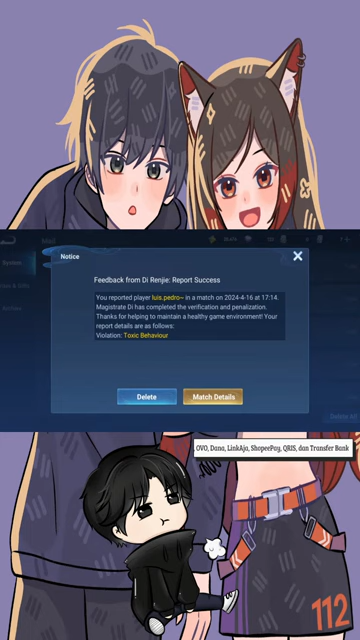 Notice
Feedback from Di Renjie: Report Success
You reported player luis.pedro~ in a match on 2024-4-16 at 17:14.
Magistrate Di has completed the verification and penalization.
Thanks for helping to maintain a healthy game environment! Your
report details are as follows:
Violation: Toxic Behaviour
Delete
Match Details
OVO, Dana, LinkAja, ShopeePay, QRIS, dan Transfer Bank
112